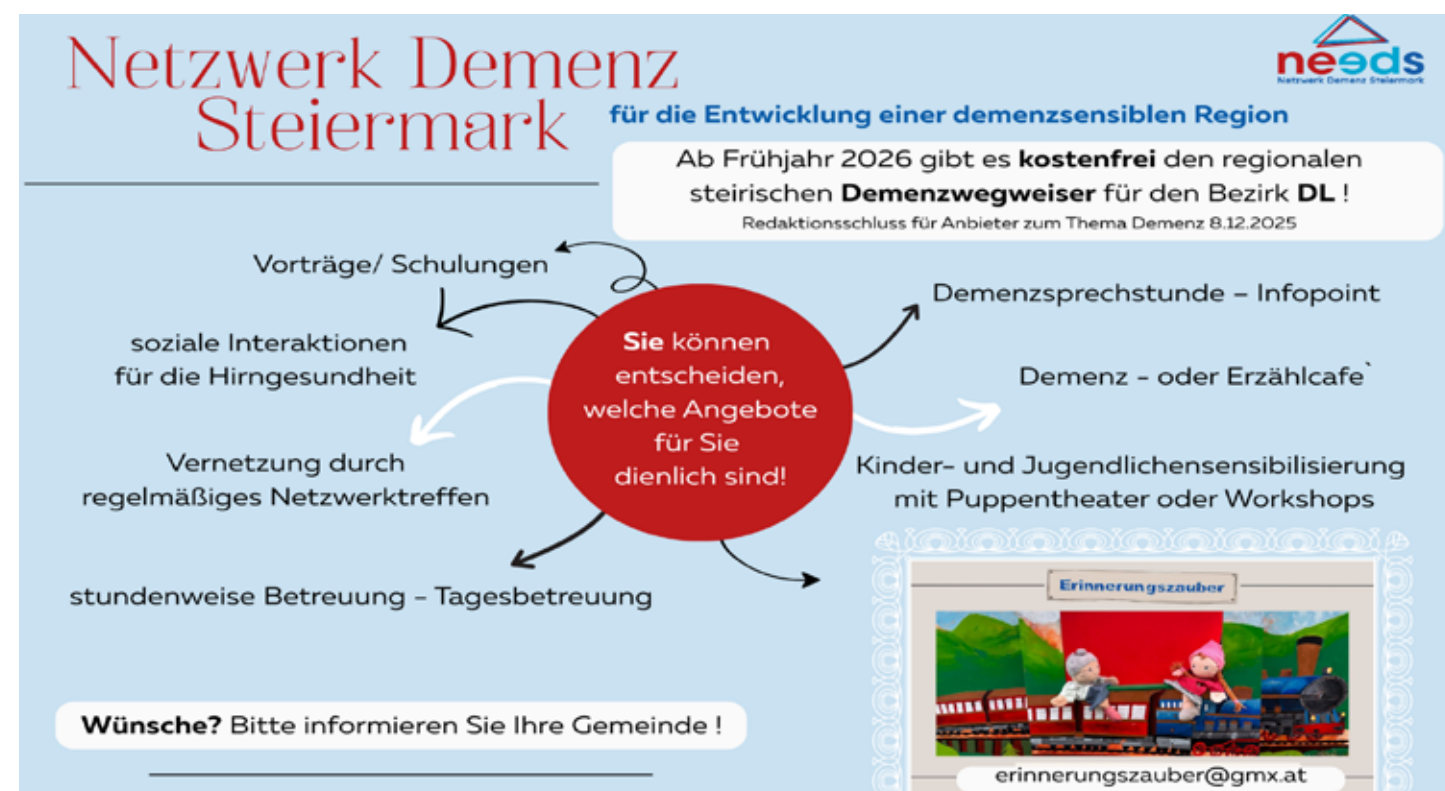 Netzwerk Demenz
Steiermark
needs
Netzwerk Demenz Steiermark
für die Entwicklung einer demenzsensiblen Region
Ab Frühjahr 2026 gibt es kostenfrei den regionalen
steirischen Demenzwegweiser für den Bezirk DL !
Redaktionsschluss für Anbieter zum Thema Demenz 8.12.2025
Vorträge/ Schulungen
soziale Interaktionen
für die Hirngesundheit
Vernetzung durch
regelmäßiges Netzwerktreffen
stundenweise Betreuung - Tagesbetreuung
Sie können
entscheiden,
welche Angebote
für Sie
dienlich sind!
Demenzsprechstunde – Infopoint
Demenz - oder Erzählcafe`
Kinder- und Jugendlichensensibilisierung
mit Puppentheater oder Workshops
Erinnerungszauber
erinnerungszauber@gmx.at
Wünsche? Bitte informieren Sie Ihre Gemeinde !